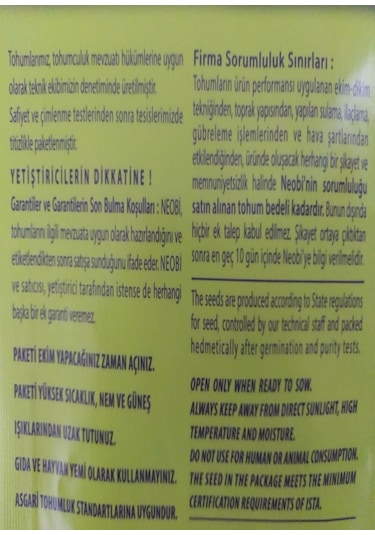 Tohumlarımız, tohumculuk mevzuatı hükümlerine uygun
olarak teknik ekibimizin denetiminde üretilmiştir.
Safiyet ve çimlenme testlerinden sonra tesislerimizde
titizlikle paketlenmiştir.
YETİŞTİRİCİLERİN DİKKATİNE !
Garantiler ve Garantilerin Son Bulma Koşulları : NEOBİ,
tohumlarını ilgili mevzuata uygun olarak hazırlandığını ve
etiketlendikten sonra satışa sunduğunu ifade eder. NEOBİ
ve satıcısı, yetiştirici tarafından istense de herhangi
başka bir ek garanti veremez.
PAKETİ EKİM YAPACAĞINIZ ZAMAN AÇINIZ.
PAKETİ YÜKSEK SICAKLIK, NEM VE GÜNEŞ
IŞIKLARINDAN UZAK TUTUNUZ.
GIDA VE HAYVAN YEMİ OLARAK KULLANMAYINIZ.
ASGARİ TOHUMLUK STANDARTLARINA UYGUNDUR.
Firma Sorumluluk Sınırları :
Tohumların ürün performansı uygulanan ekim-dikim
tekniğinden, toprak yapısından, yapılan sulama, ilaçlama,
gübreleme işlemlerinden ve hava şartlarından
etkilendiğinden, üründe oluşacak herhangi bir şikayet ve
memnuniyetsizlik halinde Neobi'nin sorumluluğu
satın alınan tohum bedeli kadardır. Bunun dışında
hiçbir ek talep kabul edilmez. Şikayet ortaya çıktıktan
sonra en geç 10 gün içinde Neobi'ye bilgi verilmelidir.
The seeds are produced according to State regulations
for seed, controlled by our technical staff and packed
hedmetically after germination and purity tests.
OPEN ONLY WHEN READY TO SOW.
ALWAYS KEEP AWAY FROM DIRECT SUNLIGHT, HIGH
TEMPERATURE AND MOISTURE.
DO NOT USE FOR HUMAN OR ANIMAL CONSUMPTION.
THE SEED IN THE PACKAGE MEETS THE MINIMUM
CERTIFICATION REQUIREMENTS OF ISTA.